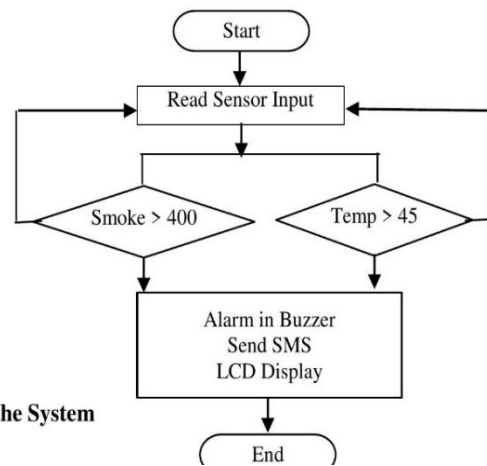 Start
Read Sensor Input
Smoke > 400
Temp > 45
Alarm in Buzzer
Send SMS
LCD Display
he System
End